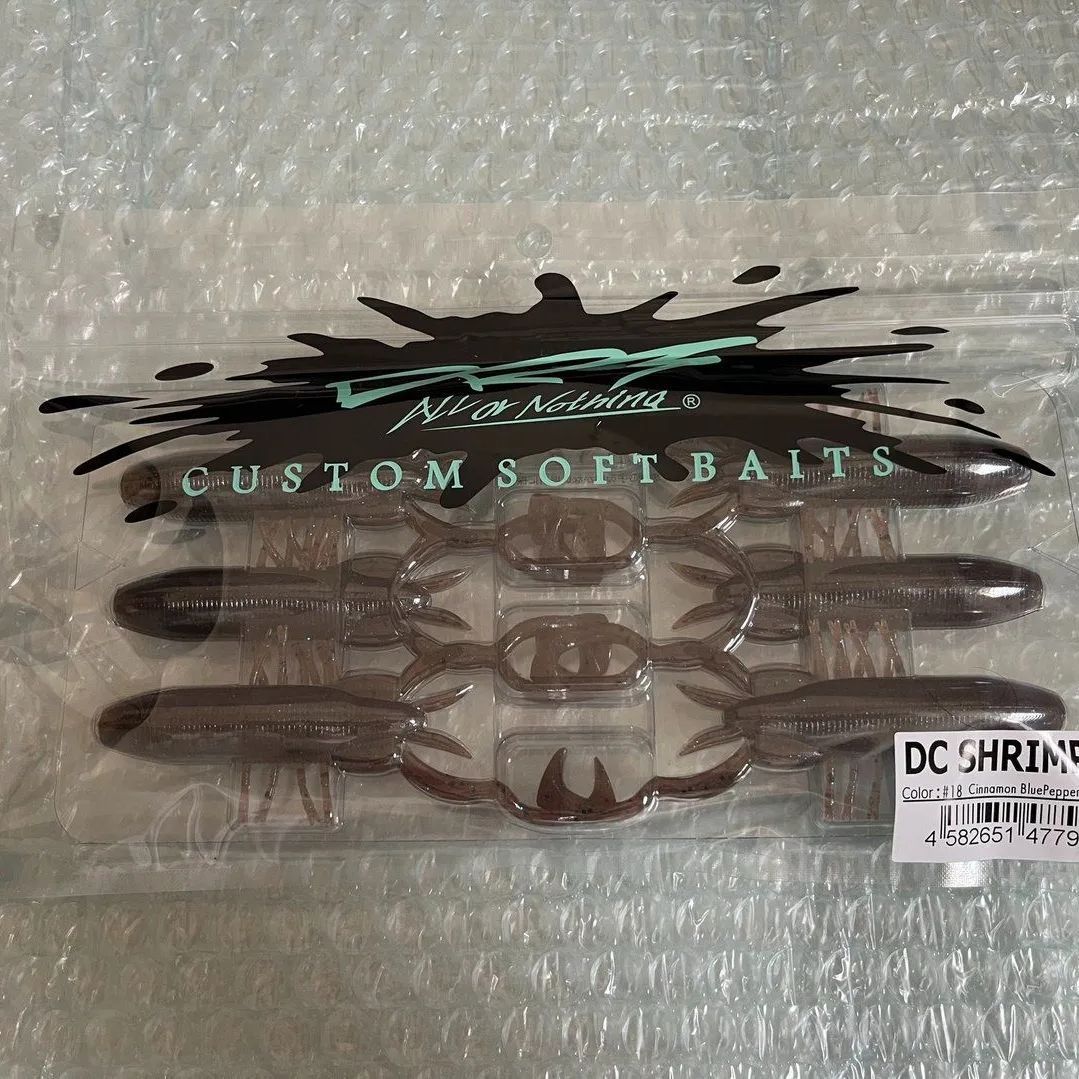 DRT
All or Nothing ®
CUSTOM SOFT BAITS
DC SHRIMP
Color : #18 Cinnamon BluePepper
4 582651 4779